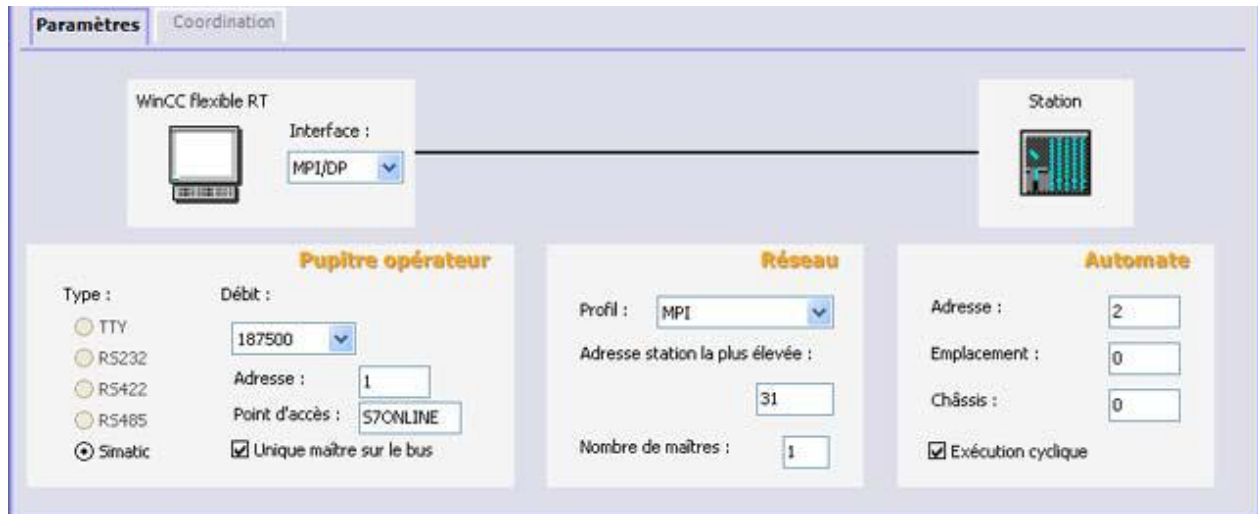 Paramètres Coordination
WinCC flexible RT
Interface :
MPI/DP
Station
Pupitre opérateur
Type :
Débit :
TTY
RS232
RS422
RS485
Simatic
187500
Adresse : 1
Point d'accès : S7ONLINE
Unique maître sur le bus
Réseau
Profil : MPI
Adresse station la plus élevée :
31
Nombre de maîtres : 1
Automate
Adresse : 2
Emplacement : 0
Châssis : 0
Exécution cyclique